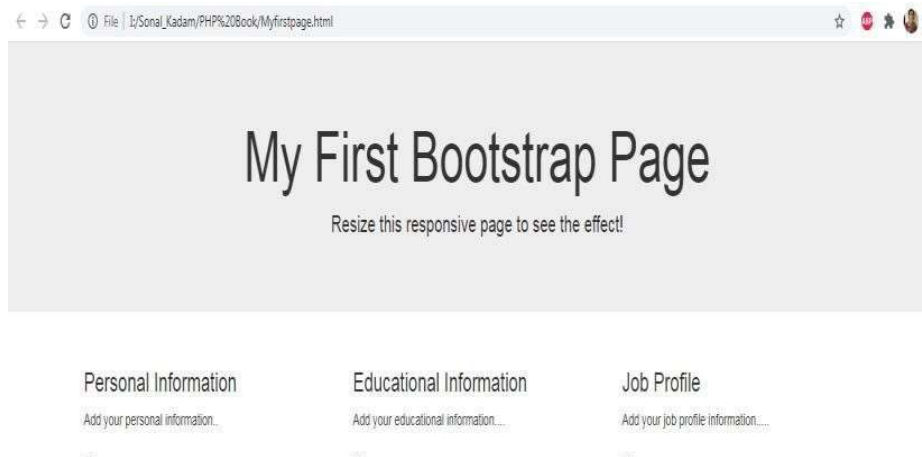 File | I:/Sonal_Kadam/PHP%20Book/Myfirstpage.html
ABP
My First Bootstrap Page
Resize this responsive page to see the effect!
Personal Information
Educational Information
Job Profile
Add your personal information..
Add your educational information....
Add your job profile information.....